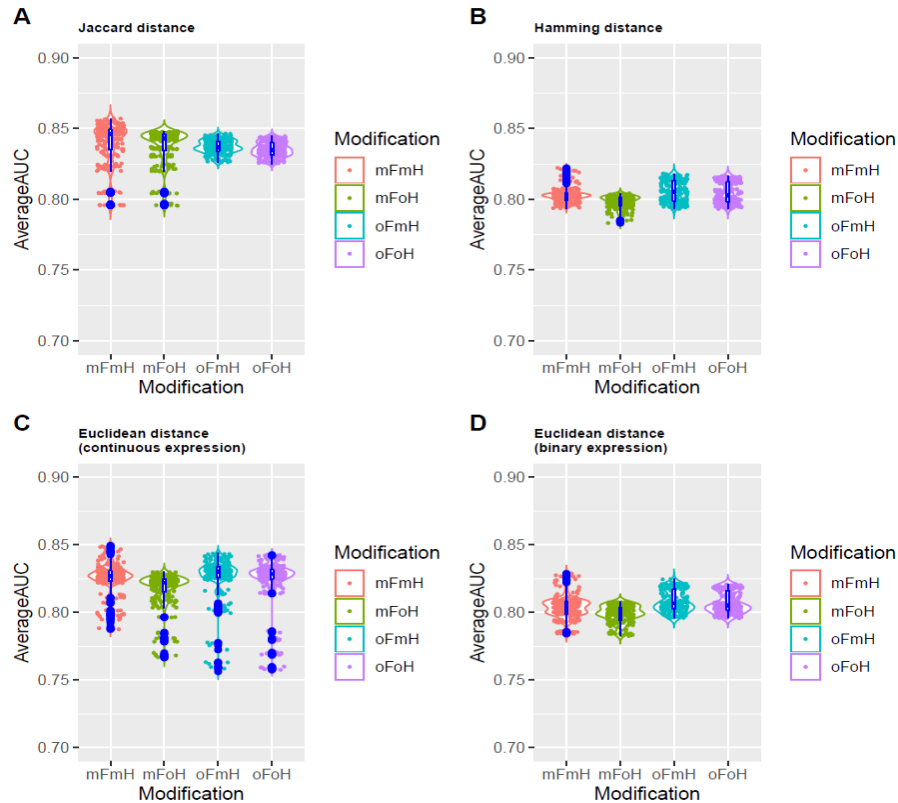 A
Jaccard distance
0.90
0.85
0.80
0.75
0.70
AverageAUC
mFmH mFoH oFmH oFoH
Modification
Modification
mFmH
mFoH
oFmH
oFoH
B
Hamming distance
0.90
0.85
0.80
0.75
0.70
AverageAUC
mFmH mFoH oFmH oFoH
Modification
Modification
mFmH
mFoH
oFmH
oFoH
C
Euclidean distance
(continuous expression)
0.90
0.85
0.80
0.75
0.70
AverageAUC
mFmH mFoH oFmH oFoH
Modification
Modification
mFmH
mFoH
oFmH
oFoH
D
Euclidean distance
(binary expression)
0.90
0.85
0.80
0.75
0.70
AverageAUC
mFmH mFoH oFmH oFoH
Modification
Modification
mFmH
mFoH
oFmH
oFoH